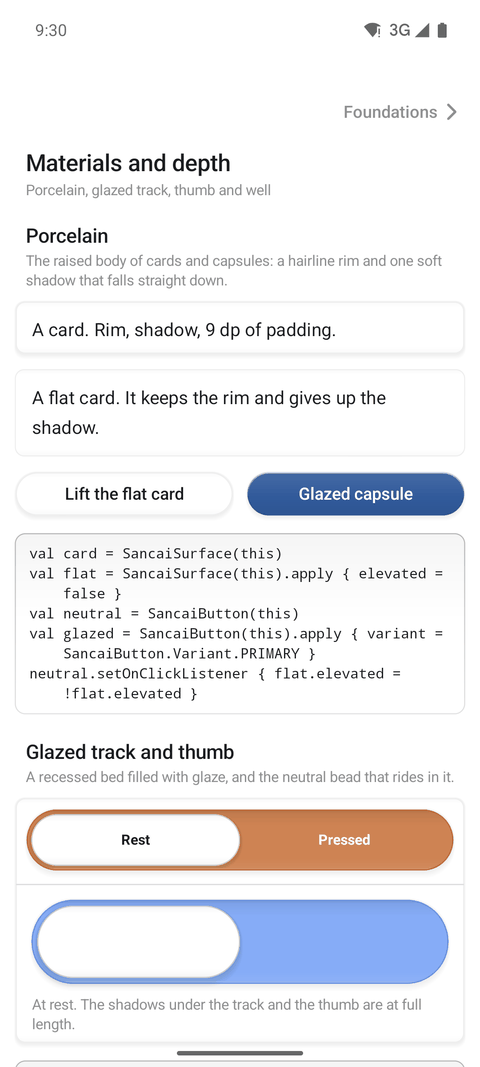 9:30
3G
Foundations
Materials and depth
Porcelain, glazed track, thumb and well
Porcelain
The raised body of cards and capsules: a hairline rim and one soft
shadow that falls straight down.
A card. Rim, shadow, 9 dp of padding.
A flat card. It keeps the rim and gives up the
shadow.
Lift the flat card
Glazed capsule
val card = SancaiSurface(this)
val flat = SancaiSurface(this).apply { elevated =
false }
val neutral = SancaiButton(this)
val glazed = SancaiButton(this).apply { variant =
SancaiButton.Variant.PRIMARY }
neutral.setOnClickListener { flat.elevated =
!flat.elevated }
Glazed track and thumb
A recessed bed filled with glaze, and the neutral bead that rides in it.
Rest
Pressed
At rest. The shadows under the track and the thumb are at full
length.